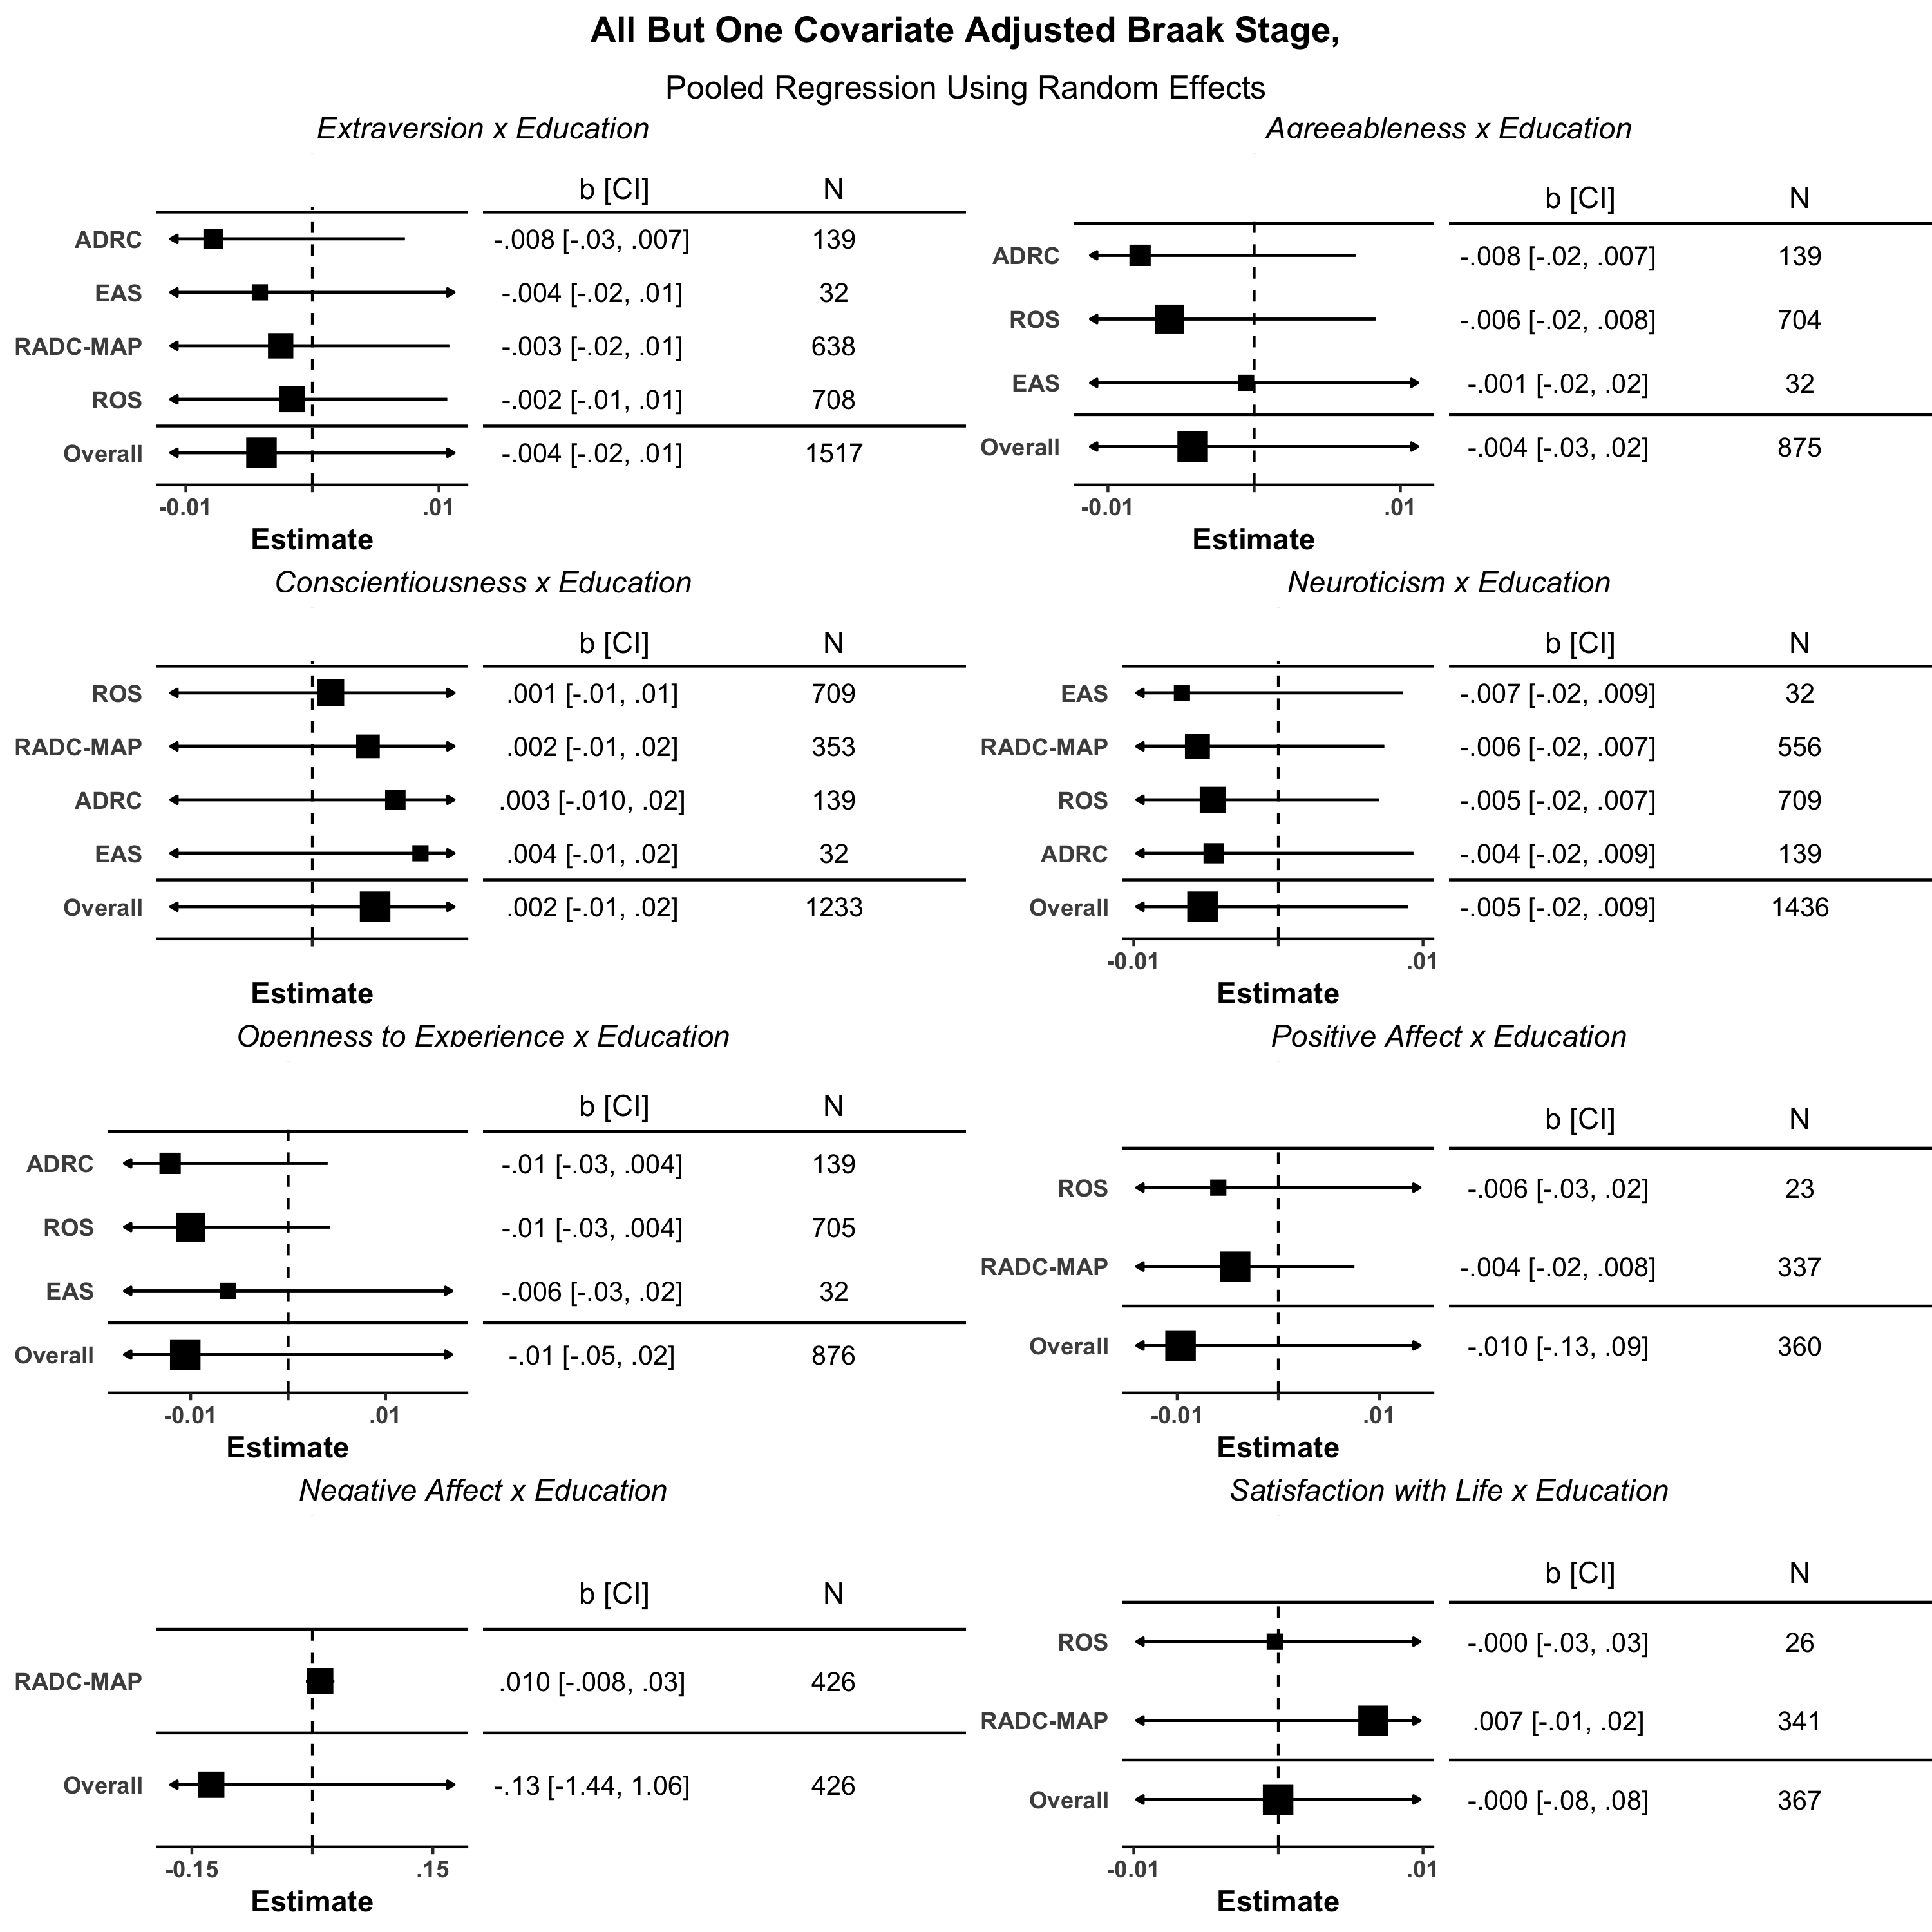 All But One Covariate Adjusted Braak Stage,
Pooled Regression Using Random Effects
Extraversion x Education
b [CI] N
ADRC -.008 [-.03, .007] 139
EAS -.004 [-.02, .01] 32
RADC-MAP -.003 [-.02, .01] 638
ROS -.002 [-.01, .01] 708
Overall -.004 [-.02, .01] 1517
-0.01 .01
Estimate
Agreeableness x Education
b [CI] N
ADRC -.008 [-.02, .007] 139
ROS -.006 [-.02, .008] 704
EAS -.001 [-.02, .02] 32
Overall -.004 [-.03, .02] 875
-0.01 .01
Estimate
Conscientiousness x Education
b [CI] N
ROS .001 [-.01, .01] 709
RADC-MAP .002 [-.01, .02] 353
ADRC .003 [-.010, .02] 139
EAS .004 [-.01, .02] 32
Overall .002 [-.01, .02] 1233
Estimate
Neuroticism x Education
b [CI] N
EAS -.007 [-.02, .009] 32
RADC-MAP -.006 [-.02, .007] 556
ROS -.005 [-.02, .007] 709
ADRC -.004 [-.02, .009] 139
Overall -.005 [-.02, .009] 1436
-0.01 .01
Estimate
Openness to Experience x Education
b [CI] N
ADRC -.01 [-.03, .004] 139
ROS -.01 [-.03, .004] 705
EAS -.006 [-.03, .02] 32
Overall -.01 [-.05, .02] 876
-0.01 .01
Estimate
Positive Affect x Education
b [CI] N
ROS -.006 [-.03, .02] 23
RADC-MAP -.004 [-.02, .008] 337
Overall -.010 [-.13, .09] 360
-0.01 .01
Estimate
Negative Affect x Education
b [CI] N
RADC-MAP .010 [-.008, .03] 426
Overall -.13 [-1.44, 1.06] 426
-0.15 .15
Estimate
Satisfaction with Life x Education
b [CI] N
ROS -.000 [-.03, .03] 26
RADC-MAP .007 [-.01, .02] 341
Overall -.000 [-.08, .08] 367
-0.01 .01
Estimate